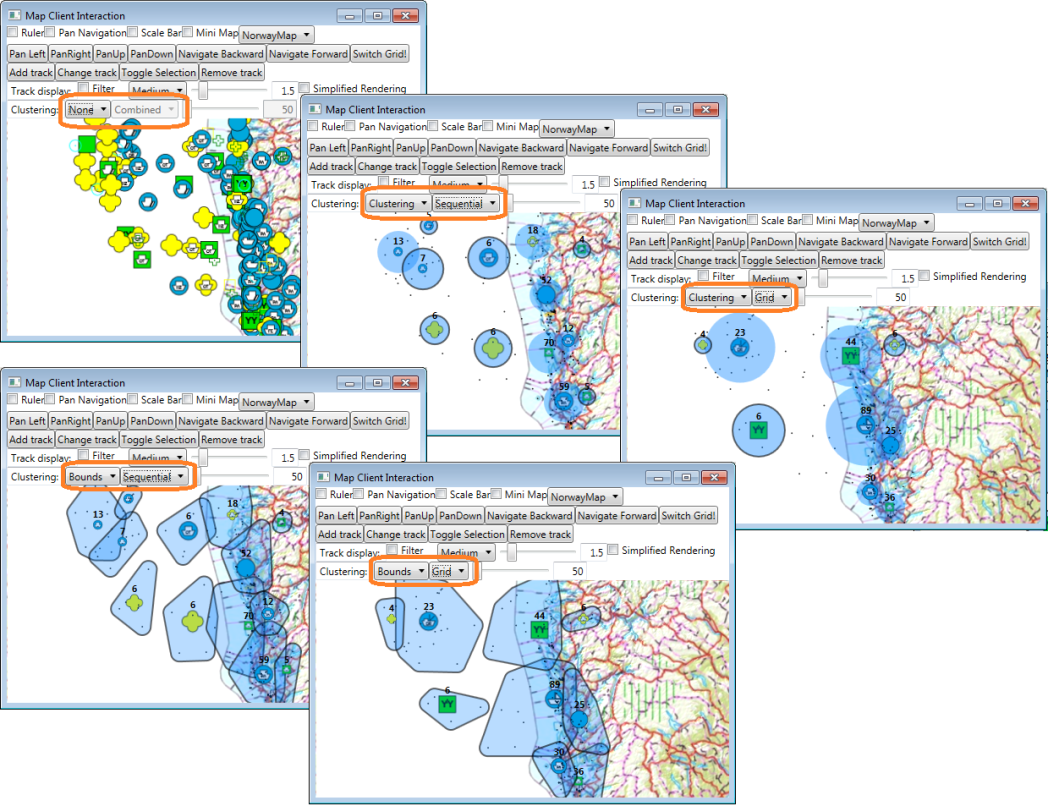 Map Client Interaction
Ruler Pan Navigation Scale Bar Mini Map NorwayMap
Pan Left PanRight PanUp PanDown Navigate Backward Navigate Forward Switch Grid!
Add track Change track Toggle Selection Remove track
Track display: Filter Medium 1.5 Simplified Rendering
Clustering: None Combined 50
YY
YY
Map Client Interaction
Ruler Pan Navigation Scale Bar Mini Map NorwayMap
Pan Left PanRight PanUp PanDown Navigate Backward Navigate Forward Switch Grid!
Add track Change track Toggle Selection Remove track
Track display: Filter Medium 1.5 Simplified Rendering
Clustering: Clustering Sequential 50
5
13 7 6 18 4
52
6 6 70 12
59 5
Map Client Interaction
Ruler Pan Navigation Scale Bar Mini Map NorwayMap
Pan Left PanRight PanUp PanDown Navigate Backward Navigate Forward Switch Grid!
Add track Change track Toggle Selection Remove track
Track display: Filter Medium 1.5 Simplified Rendering
Clustering: Clustering Grid 50
4 23 44 6
YY
6 89
YY 25
30
36
Map Client Interaction
Ruler Pan Navigation Scale Bar Mini Map NorwayMap
Pan Left PanRight PanUp PanDown Navigate Backward Navigate Forward Switch Grid!
Add track Change track Toggle Selection Remove track
Track display: Filter Medium 1.5 Simplified Rendering
Clustering: Bounds Sequential 50
13 7 6 18 4
52
6 6 70 12
59 5
Map Client Interaction
Ruler Pan Navigation Scale Bar Mini Map NorwayMap
Pan Left PanRight PanUp PanDown Navigate Backward Navigate Forward Switch Grid!
Add track Change track Toggle Selection Remove track
Track display: Filter Medium 1.5 Simplified Rendering
Clustering: Bounds Grid 50
4 23 44 6
YY
6 89
YY 25
30
36